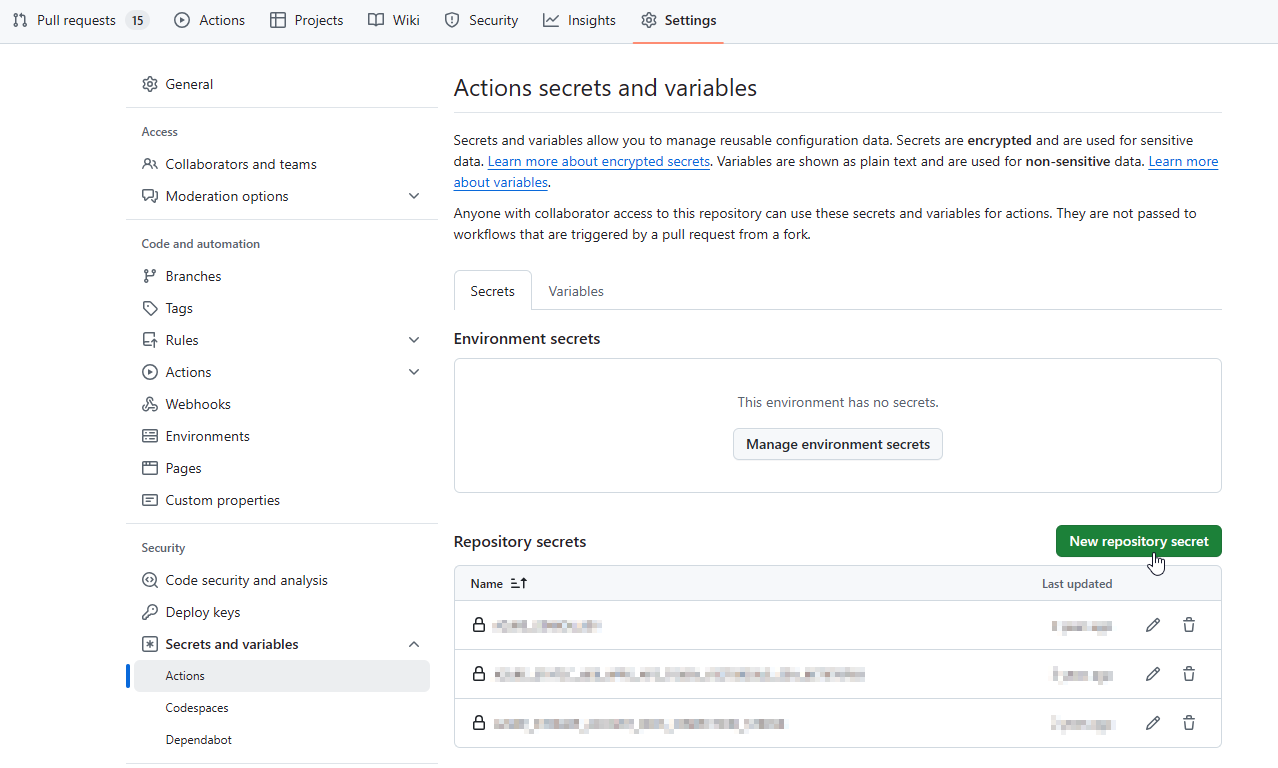 Pull requests 15 Actions Projects Wiki Security Insights Settings
General
Access
Collaborators and teams
Moderation options
Code and automation
Branches
Tags
Rules
Actions
Webhooks
Environments
Pages
Custom properties
Security
Code security and analysis
Deploy keys
Secrets and variables
Actions
Codespaces
Dependabot
Actions secrets and variables
Secrets and variables allow you to manage reusable configuration data. Secrets are encrypted and are used for sensitive
data. Learn more about encrypted secrets. Variables are shown as plain text and are used for non-sensitive data. Learn more
about variables.
Anyone with collaborator access to this repository can use these secrets and variables for actions. They are not passed to
workflows that are triggered by a pull request from a fork.
Secrets Variables
Environment secrets
This environment has no secrets.
Manage environment secrets
Repository secrets
New repository secret
Name Last updated